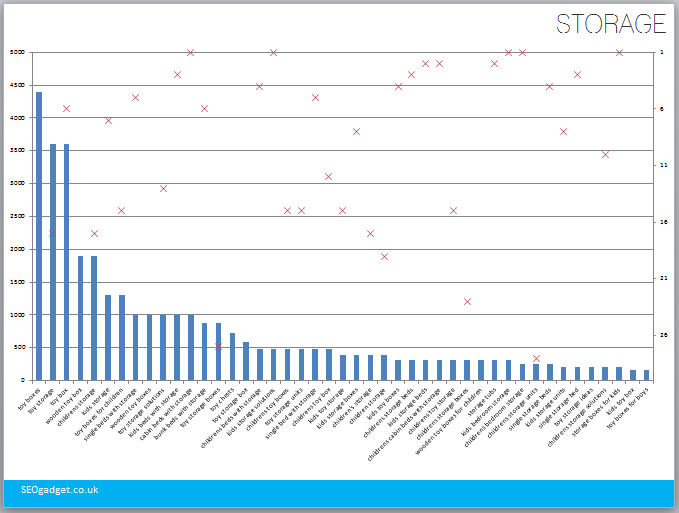 STORAGE
5000
4500
4000
3500
3000
2500
2000
1500
1000
500
0
1
6
11
16
21
26
toy boxes
toy storage
toy box
wooden toy box
childrens storage
kids storage
toy boxes for children
single beds with storage
wooden toy boxes
toy storage solutions
kids beds with storage
cabin beds with storage
bunk beds with storage
toy storage boxes
toy chests
toy storage box
childrens beds with storage
kids storage solutions
childrens toy boxes
toy storage units
single bed with storage
childrens toy box
kids toy storage
kids storage boxes
children's storage
childrens storage
kids toy boxes
childrens storage beds
kids storage beds
childrens cabin beds with storage
childrens toy storage
childrens storage boxes
wooden toy boxes for children
storage tubs
kids bedroom storage
childrens bedroom storage
childrens storage units
single storage beds
kids storage units
single storage bed
toy storage ideas
childrens storage solutions
storage boxes for kids
kids toy box
toy boxes for boys
SEOgadget.co.uk